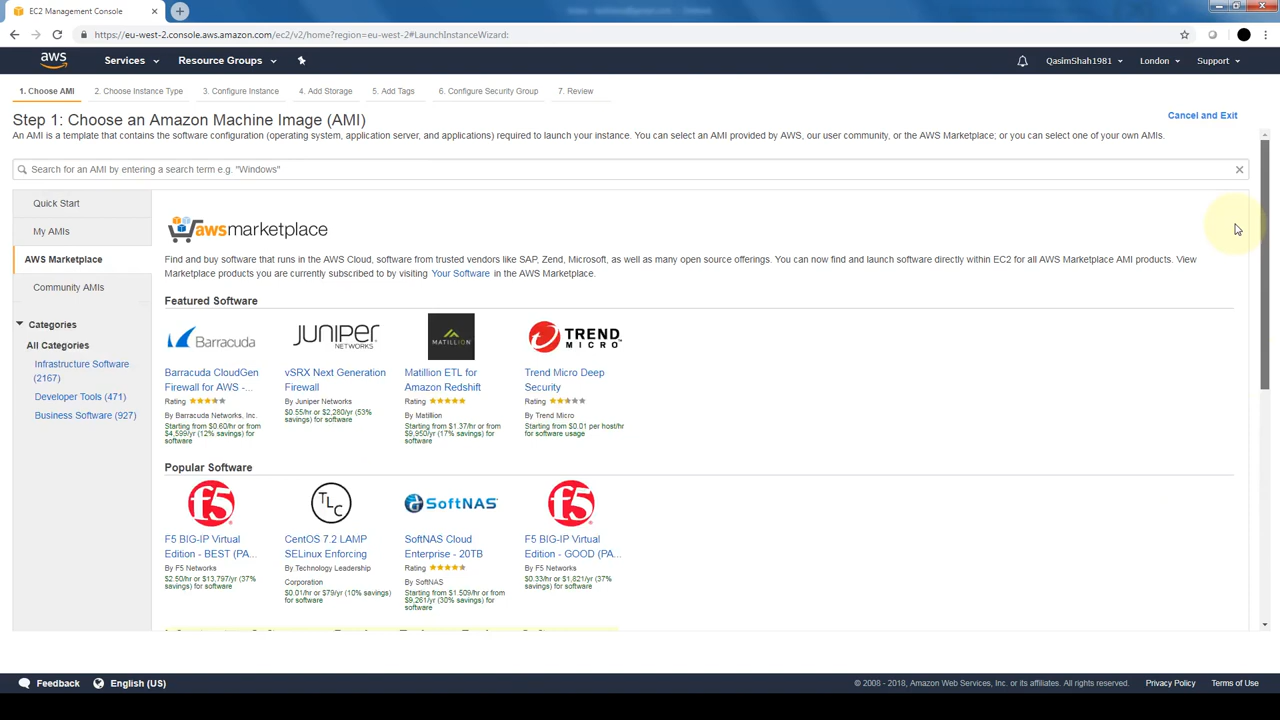 EC2 Management Console
https://eu-west-2.console.aws.amazon.com/ec2/v2/home?region=eu-west-2#LaunchInstanceWizard:
aws
Services
Resource Groups
QasimShah1981
London
Support
1. Choose AMI
2. Choose Instance Type
3. Configure Instance
4. Add Storage
5. Add Tags
6. Configure Security Group
7. Review
Step 1: Choose an Amazon Machine Image (AMI)
Cancel and Exit
An AMI is a template that contains the software configuration (operating system, application server, and applications) required to launch your instance. You can select an AMI provided by AWS, our user community, or the AWS Marketplace; or you can select one of your own AMIs.
Search for an AMI by entering a search term e.g. "Windows"
Quick Start
My AMIs
AWS Marketplace
Community AMIs
Categories
All Categories
Infrastructure Software
(2167)
Developer Tools (471)
Business Software (927)
awsmarketplace
Find and buy software that runs in the AWS Cloud, software from trusted vendors like SAP, Zend, Microsoft, as well as many open source offerings. You can now find and launch software directly within EC2 for all AWS Marketplace AMI products. View
Marketplace products you are currently subscribed to by visiting Your Software in the AWS Marketplace.
Featured Software
Barracuda
Barracuda CloudGen
Firewall for AWS -...
Rating
By Barracuda Networks, Inc.
Starting from $0.60/hr or from
$4,599/yr (12% savings) for
software
JUNIPER
NETWORKS
vSRX Next Generation
Firewall
By Juniper Networks
$0.55/hr or $2,280/yr (53%
savings) for software
MATILLION
Matillion ETL for
Amazon Redshift
Rating
By Matillion
Starting from $1.37/hr or from
$9,950/yr (17% savings) for
software
TREND
MICRO
Trend Micro Deep
Security
Rating
By Trend Micro
Starting from $0.01 per host/hr
for software usage
Popular Software
f5
F5 BIG-IP Virtual
Edition - BEST (PA...
By F5 Networks
$2.50/hr or $13,797/yr (37%
savings) for software
TLC
CentOS 7.2 LAMP
SELinux Enforcing
By Technology Leadership
Corporation
$0.01/hr or $79/yr (10% savings)
for software
SoftNAS
SoftNAS Cloud
Enterprise - 20TB
Rating
By SoftNAS
Starting from $1.509/hr or from
$9,261/yr (30% savings) for
software
f5
F5 BIG-IP Virtual
Edition - GOOD (PA...
By F5 Networks
$0.33/hr or $1,821/yr (37%
savings) for software
Feedback
English (US)
© 2008 - 2018, Amazon Web Services, Inc. or its affiliates. All rights reserved.
Privacy Policy
Terms of Use